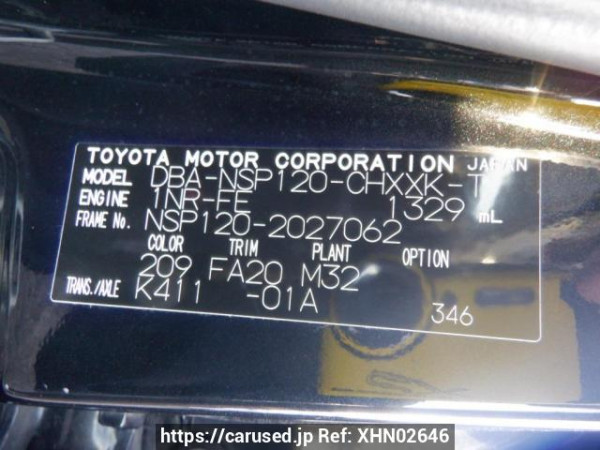 TOYOTA MOTOR CORPORATION JAPAN
MODEL DBA-NSP120-CHXXK-T
ENGINE 1NR-FE 1329 mL
FRAME No. NSP120-2027062
COLOR TRIM PLANT OPTION
209 FA20 M32
TRANS./AXLE K411 -01A
346
https://carused.jp Ref: XHN02646